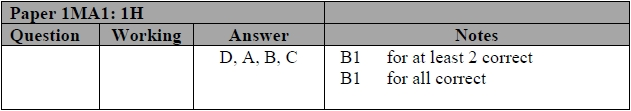 Paper 1MA1: 1H
Question Working Answer Notes
D, A, B, C B1 for at least 2 correct
B1 for all correct